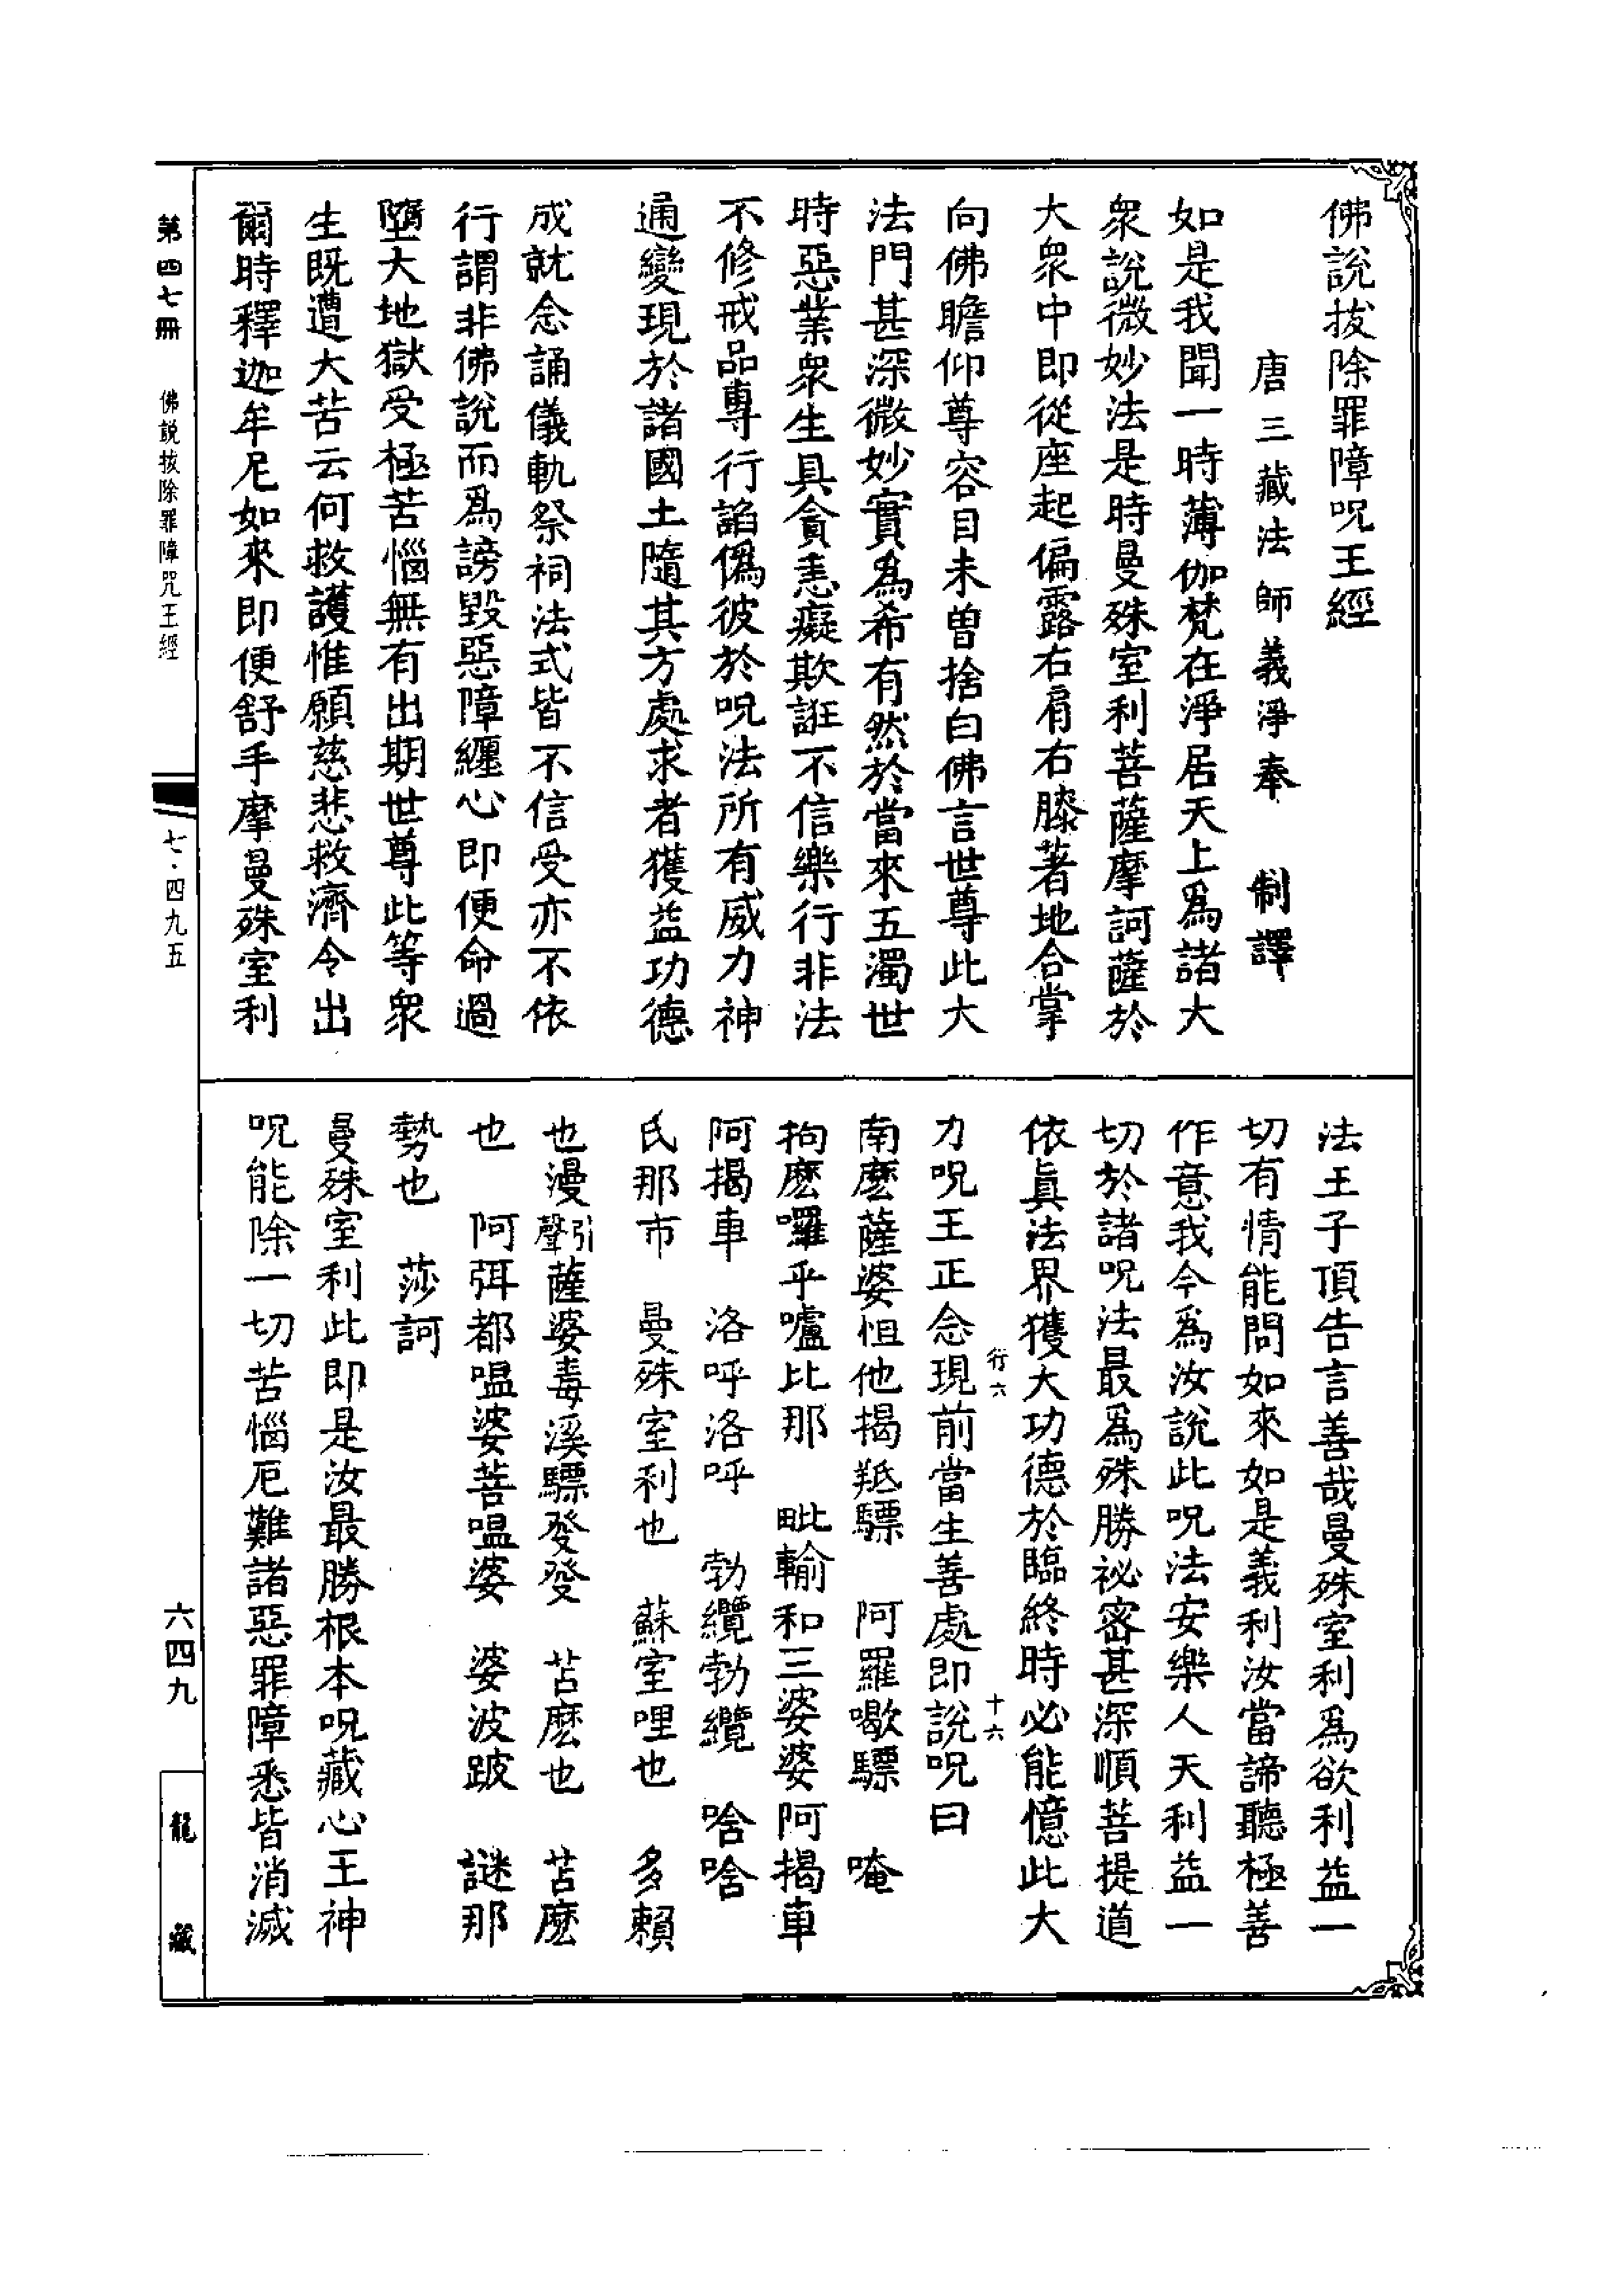 佛說拔除罪障呪王經
唐三藏法師義淨奉　制譯
如是我聞一時薄伽梵在淨居天上爲諸大
衆說微妙法是時曼殊室利菩薩摩訶薩於
大衆中即從座起偏露右肩右膝著地合掌
向佛瞻仰尊容目未曾捨白佛言世尊此大
法門甚深微妙實爲希有然於當來五濁世
時惡業衆生具貪恚癡欺誑不信樂行非法
不修戒品專行諂僞彼於呪法所有威力神
通變現於諸國土隨其方處求者獲益功德
成就念誦儀軌祭祠法式皆不信受亦不依
行謂非佛說而爲謗毀惡障纏心即便命過
墮大地獄受極苦惱無有出期世尊此等衆
生既遭大苦云何救護惟願慈悲救濟令出
爾時釋迦牟尼如來即便舒手摩曼殊室利
法王子頂告言善哉曼殊室利爲欲利益一
切有情能問如來如是義利汝當諦聽極善
作意我今爲汝說此呪法安樂人天利益一
切於諸呪法最爲殊勝祕密甚深順菩提道
依眞法界獲大功德於臨終時必能憶此大
行六　十六
力呪王正念現前當生善處即說呪曰
南麽薩婆怛他揭羝驃　阿羅嚱驃　唵
拘麽囉乎嚧比那　毗輸和三婆婆阿揭車
阿揭車　洛呼洛呼　勃纜勃纜　唅唅
氏那市　曼殊室利也　蘇室哩也　多賴
也漫引聲薩婆毒溪驃發發　苫麽也　苫麽
也　阿弭都嗢婆菩嗢婆　婆波跛　謎那
勢也　莎訶
曼殊室利此即是汝最勝根本呪藏心王神
呪能除一切苦惱厄難諸惡罪障悉皆消滅
第四七冊　佛說拔除罪障咒王經
七·四九五
六四九
龍藏